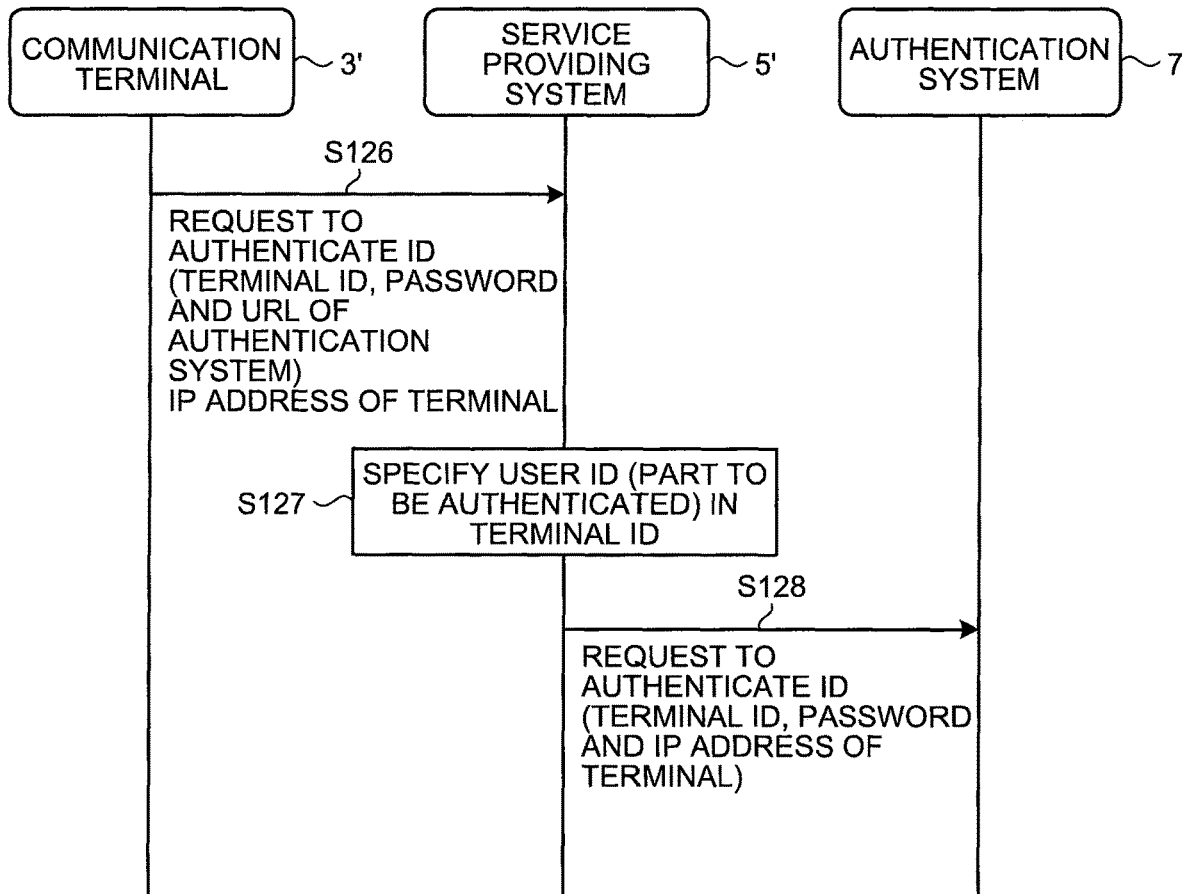 COMMUNICATION
TERMINAL
3'
SERVICE
PROVIDING
SYSTEM
5'
AUTHENTICATION
SYSTEM
7
S126
REQUEST TO
AUTHENTICATE ID
(TERMINAL ID, PASSWORD
AND URL OF
AUTHENTICATION
SYSTEM)
IP ADDRESS OF TERMINAL
S127
SPECIFY USER ID (PART TO
BE AUTHENTICATED) IN
TERMINAL ID
S128
REQUEST TO
AUTHENTICATE ID
(TERMINAL ID, PASSWORD
AND IP ADDRESS OF
TERMINAL)